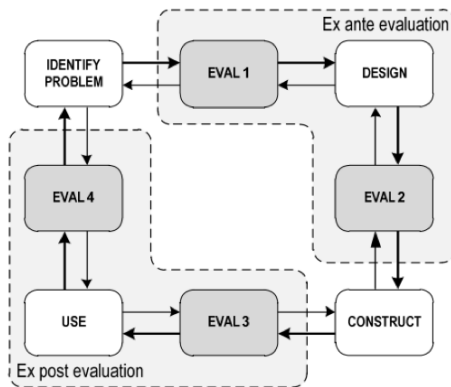 Ex ante evaluation
IDENTIFY
PROBLEM
EVAL 1
DESIGN
EVAL 4
EVAL 2
USE
EVAL 3
CONSTRUCT
Ex post evaluation